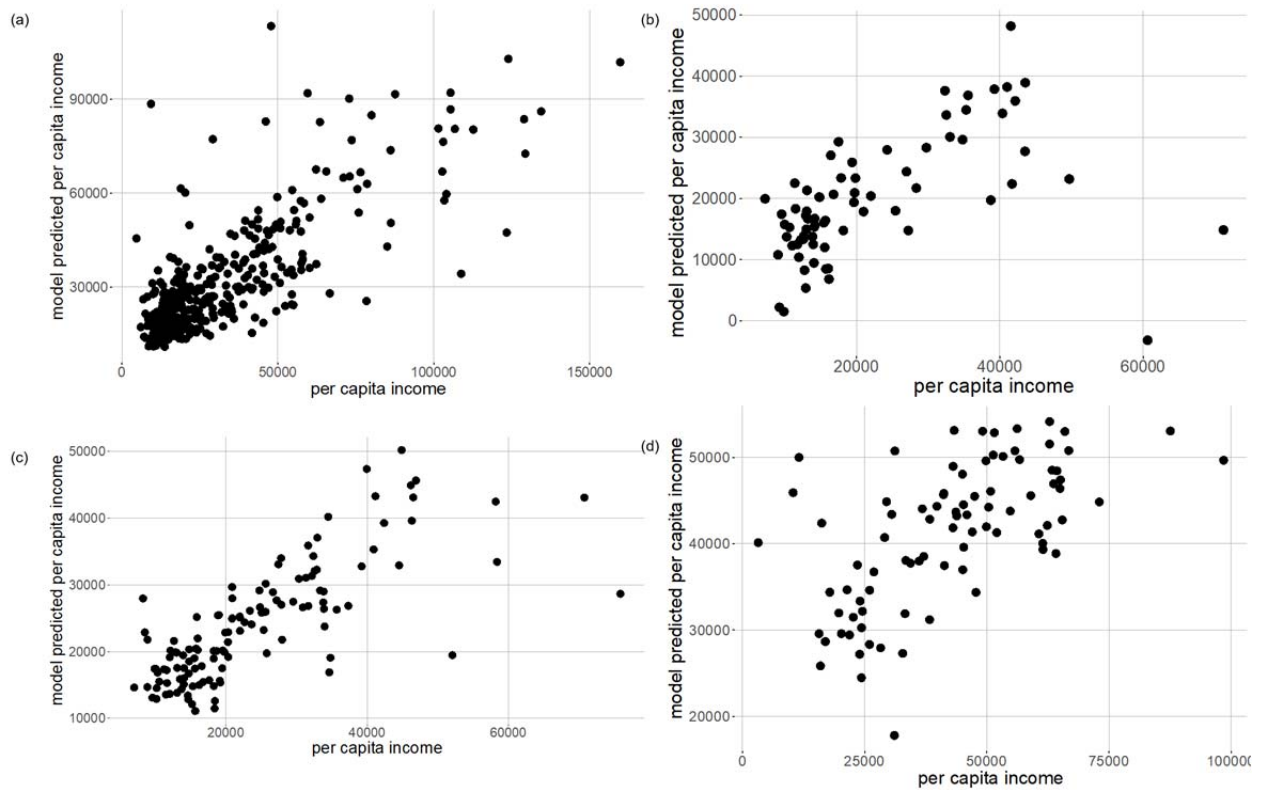 (a)
model predicted per capita income
90000
60000
30000
0 50000 100000 150000
per capita income
(b)
model predicted per capita income
50000
40000
30000
20000
10000
0
20000 40000 60000
per capita income
(c)
model predicted per capita income
50000
40000
30000
20000
10000
20000 40000 60000
per capita income
(d)
model predicted per capita income
50000
40000
30000
20000
0 25000 50000 75000 100000
per capita income